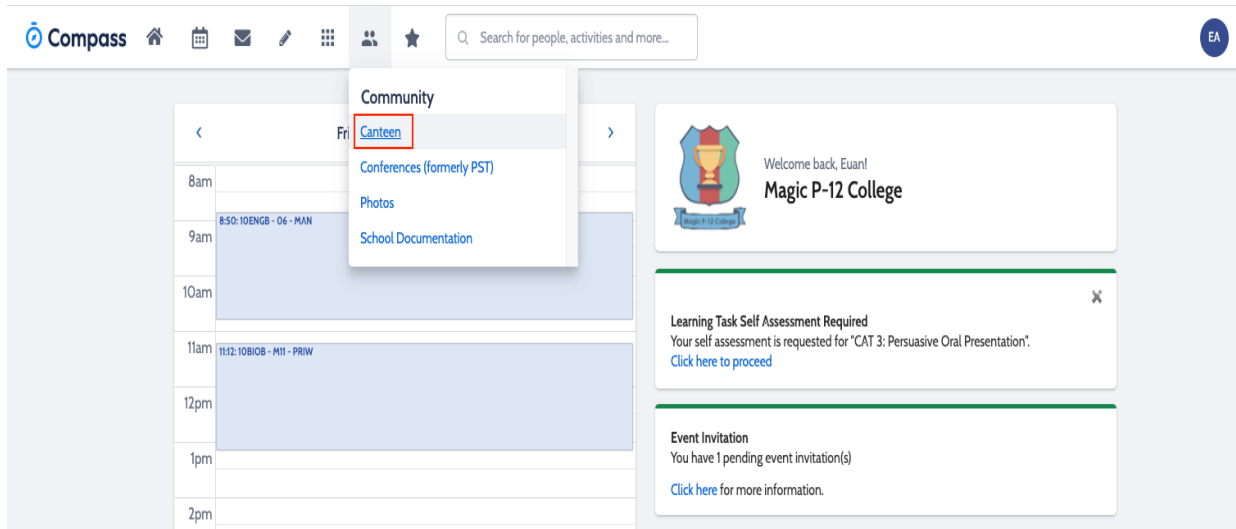 Compass
Search for people, activities and more...
EA
Community
Canteen
Conferences (formerly PST)
Photos
School Documentation
Fri
8am
8:50: 10ENGB - 06 - MAN
9am
10am
11am
11:12: 10BIOB - M11 - PRIW
12pm
1pm
2pm
Welcome back, Euan!
Magic P-12 College
Magic P-12 College
Learning Task Self Assessment Required
Your self assessment is requested for "CAT 3: Persuasive Oral Presentation".
Click here to proceed
Event Invitation
You have 1 pending event invitation(s)
Click here for more information.